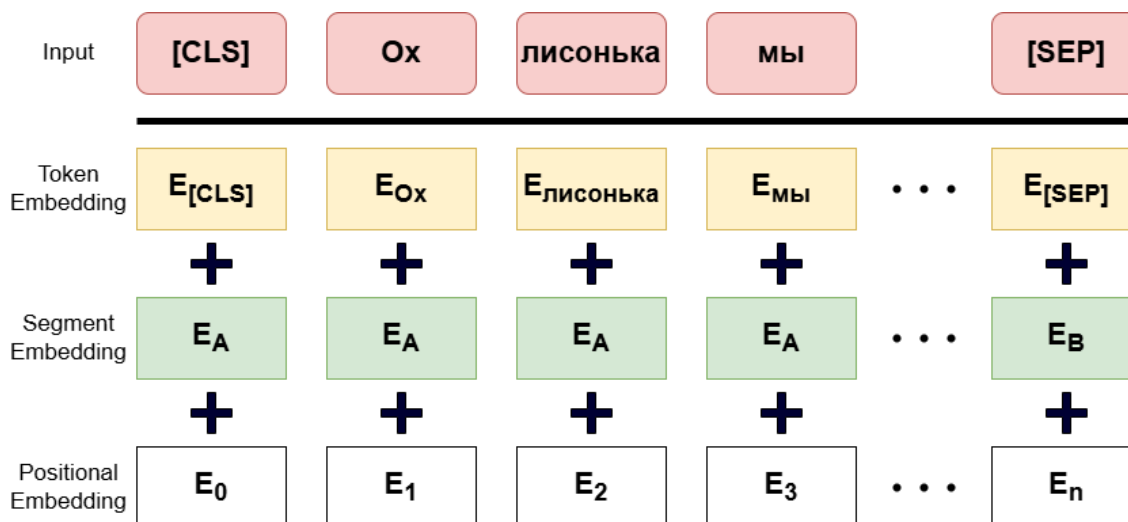 Input [CLS] Ох лисонька мы [SEP]
Token Embedding E[CLS] EОх Eлисонька Eмы • • • E[SEP]
+ + + + +
Segment Embedding EA EA EA EA • • • EB
+ + + + +
Positional Embedding E0 E1 E2 E3 • • • En